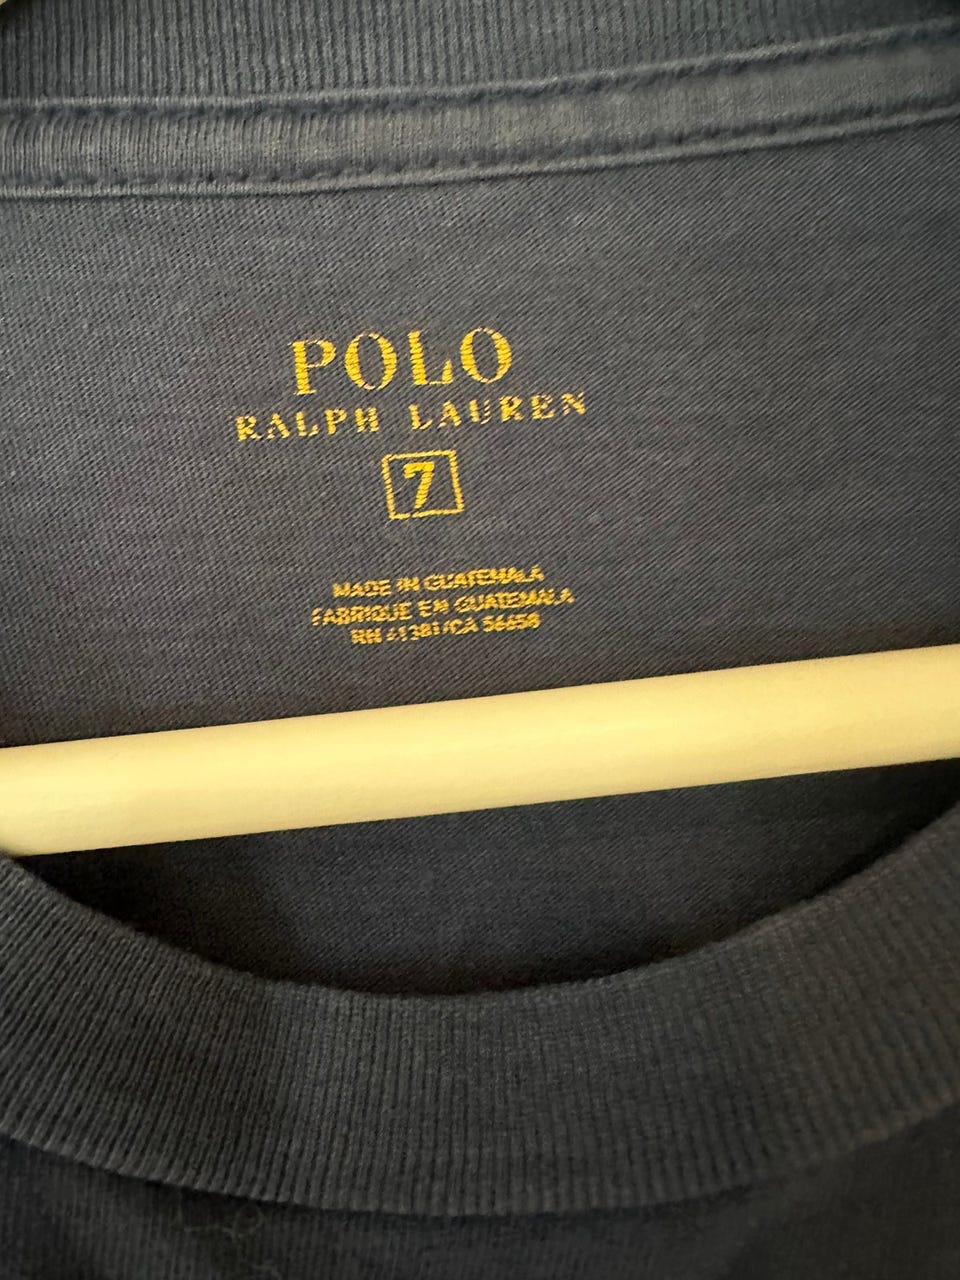 POLO
RALPH LAUREN
7
MADE IN GUATEMALA
FABRIQUE EN GUATEMALA
RN 41381/CA 56658